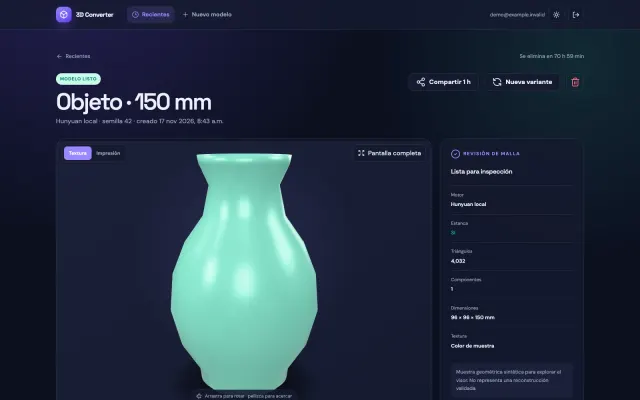 3D Converter
Recientes
+ Nuevo modelo
demo@example.invalid
← Recientes
Se elimina en 70 h 59 min
MODELO LISTO
Objeto · 150 mm
Hunyuan local · semilla 42 · creado 17 nov 2026, 8:43 a.m.
Compartir 1 h
Nueva variante
Textura
Impresión
Pantalla completa
REVISIÓN DE MALLA
Lista para inspección
Motor
Hunyuan local
Estanca
Sí
Triángulos
4,032
Componentes
1
Dimensiones
96 × 96 × 150 mm
Textura
Color de muestra
Muestra geométrica sintética para explorar el
visor. No representa una reconstrucción
validada.
Arrastra para rotar · pellizca para acercar